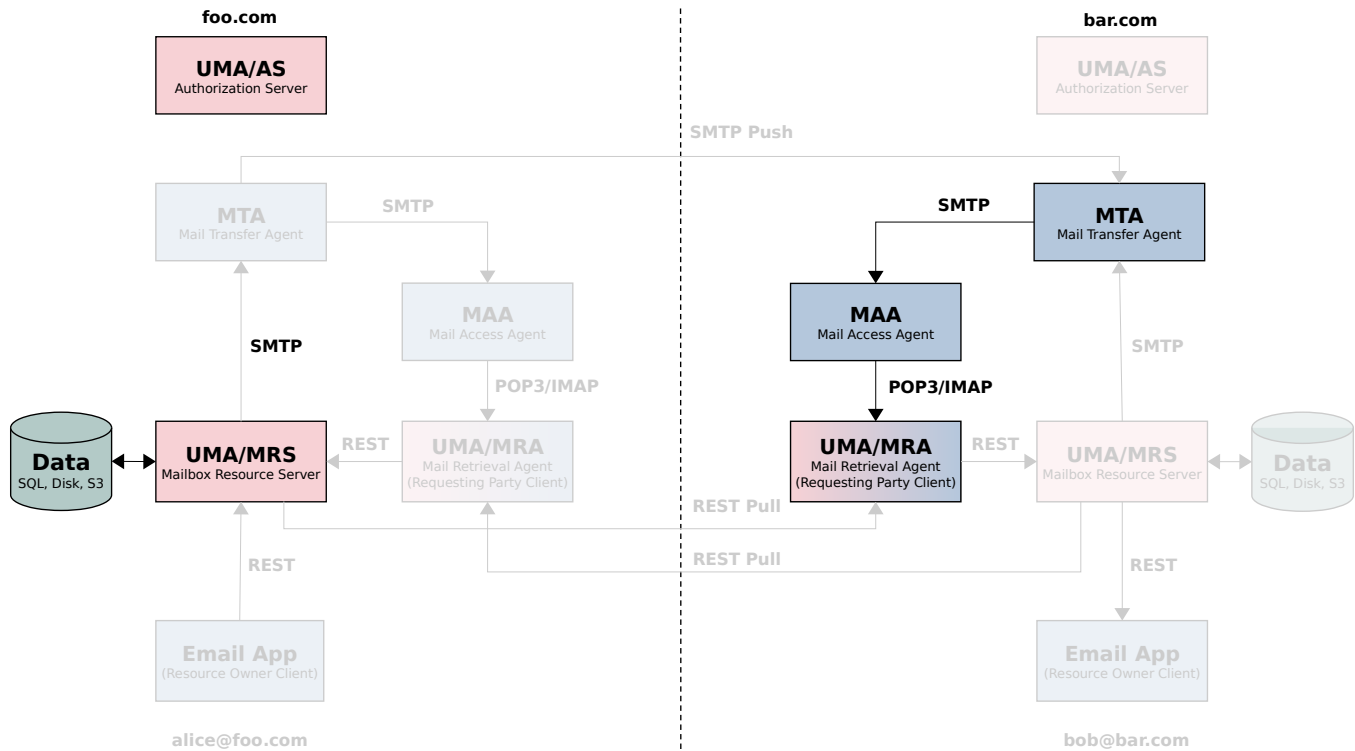 foo.com
bar.com
UMA/AS
Authorization Server
UMA/AS
Authorization Server
SMTP Push
MTA
Mail Transfer Agent
SMTP
SMTP
MTA
Mail Transfer Agent
MAA
Mail Access Agent
MAA
Mail Access Agent
SMTP
SMTP
POP3/IMAP
POP3/IMAP
Data
SQL, Disk, S3
UMA/MRS
Mailbox Resource Server
REST
UMA/MRA
Mail Retrieval Agent
(Requesting Party Client)
UMA/MRA
Mail Retrieval Agent
(Requesting Party Client)
REST
UMA/MRS
Mailbox Resource Server
Data
SQL, Disk, S3
REST Pull
REST Pull
REST
REST
Email App
(Resource Owner Client)
Email App
(Resource Owner Client)
alice@foo.com
bob@bar.com